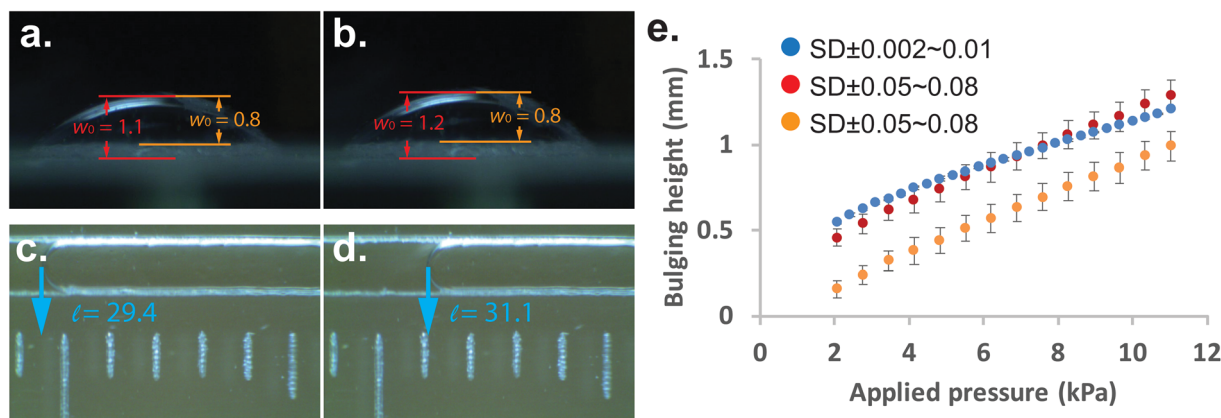 a.
w₀ = 1.1
w₀ = 0.8
b.
w₀ = 1.2
w₀ = 0.8
c.
ℓ= 29.4
d.
ℓ= 31.1
e.
SD±0.002~0.01
SD±0.05~0.08
SD±0.05~0.08
Bulging height (mm)
1.5
1
0.5
0
0 2 4 6 8 10 12
Applied pressure (kPa)